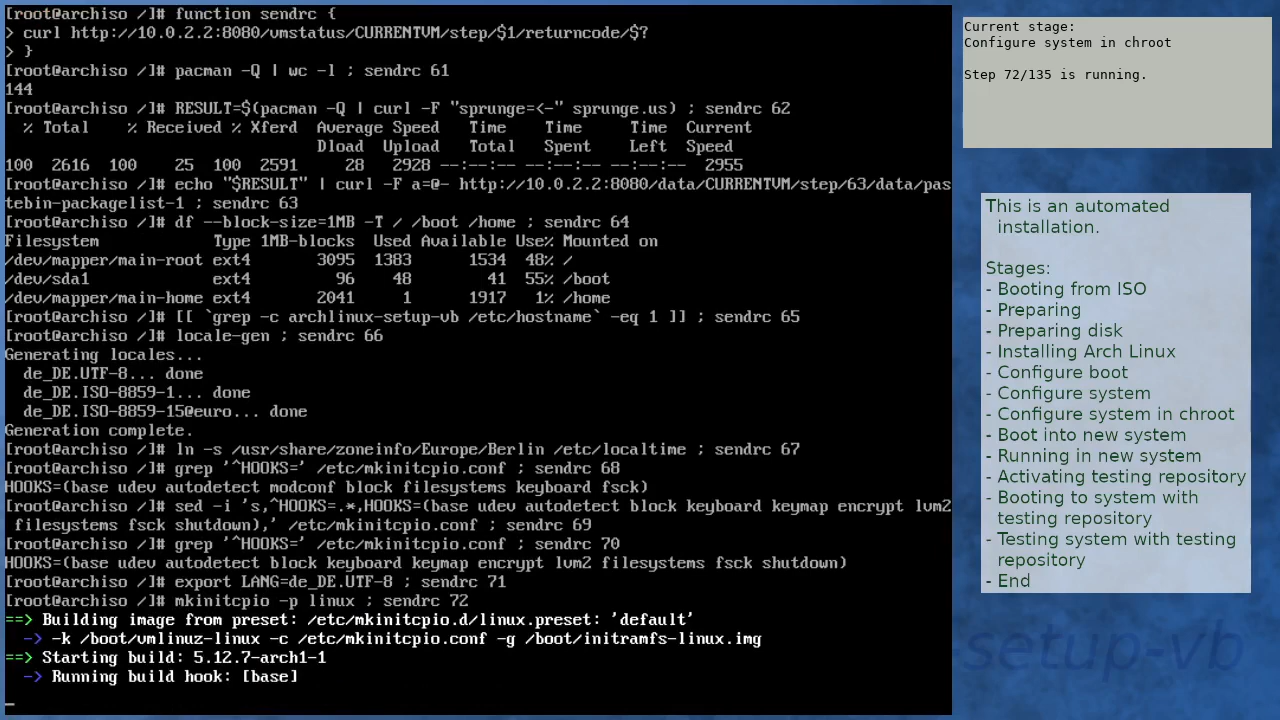 [root@archiso /]# function sendrc {
> curl http://10.0.2.2:8080/vmstatus/CURRENTVM/step/$1/returncode/$?
> }
[root@archiso /]# pacman -Q | wc -l ; sendrc 61
144
[root@archiso /]# RESULT=$(pacman -Q | curl -F "sprunge=<-" sprunge.us) ; sendrc 62
% Total % Received % Xferd Average Speed Time Time Time Current
Dload Upload Total Spent Left Speed
100 2616 100 25 100 2591 28 2928 --:--:-- --:--:-- --:--:-- 2955
[root@archiso /]# echo "$RESULT" | curl -F a=@- http://10.0.2.2:8080/data/CURRENTVM/step/63/data/pas
tebin-packagelist-1 ; sendrc 63
[root@archiso /]# df --block-size=1MB -T / /boot /home ; sendrc 64
Filesystem Type 1MB-blocks Used Available Use% Mounted on
/dev/mapper/main-root ext4 3095 1383 1534 48% /
/dev/sda1 ext4 96 48 41 55% /boot
/dev/mapper/main-home ext4 2041 1 1917 1% /home
[root@archiso /]# [[ `grep -c archlinux-setup-vb /etc/hostname` -eq 1 ]] ; sendrc 65
[root@archiso /]# locale-gen ; sendrc 66
Generating locales...
de_DE.UTF-8... done
de_DE.ISO-8859-1... done
de_DE.ISO-8859-15@euro... done
Generation complete.
[root@archiso /]# ln -s /usr/share/zoneinfo/Europe/Berlin /etc/localtime ; sendrc 67
[root@archiso /]# grep '^HOOKS=' /etc/mkinitcpio.conf ; sendrc 68
HOOKS=(base udev autodetect modconf block filesystems keyboard fsck)
[root@archiso /]# sed -i 's,^HOOKS=.*,HOOKS=(base udev autodetect block keyboard keymap encrypt lvm2
filesystems fsck shutdown),' /etc/mkinitcpio.conf ; sendrc 69
[root@archiso /]# grep '^HOOKS=' /etc/mkinitcpio.conf ; sendrc 70
HOOKS=(base udev autodetect block keyboard keymap encrypt lvm2 filesystems fsck shutdown)
[root@archiso /]# export LANG=de_DE.UTF-8 ; sendrc 71
[root@archiso /]# mkinitcpio -p linux ; sendrc 72
==> Building image from preset: /etc/mkinitcpio.d/linux.preset: 'default'
-> -k /boot/vmlinuz-linux -c /etc/mkinitcpio.conf -g /boot/initramfs-linux.img
==> Starting build: 5.12.7-arch1-1
-> Running build hook: [base]
Current stage:
Configure system in chroot
Step 72/135 is running.
This is an automated
installation.
Stages:
- Booting from ISO
- Preparing
- Preparing disk
- Installing Arch Linux
- Configure boot
- Configure system
- Configure system in chroot
- Boot into new system
- Running in new system
- Activating testing repository
- Booting to system with
testing repository
- Testing system with testing
repository
- End
setup-vb